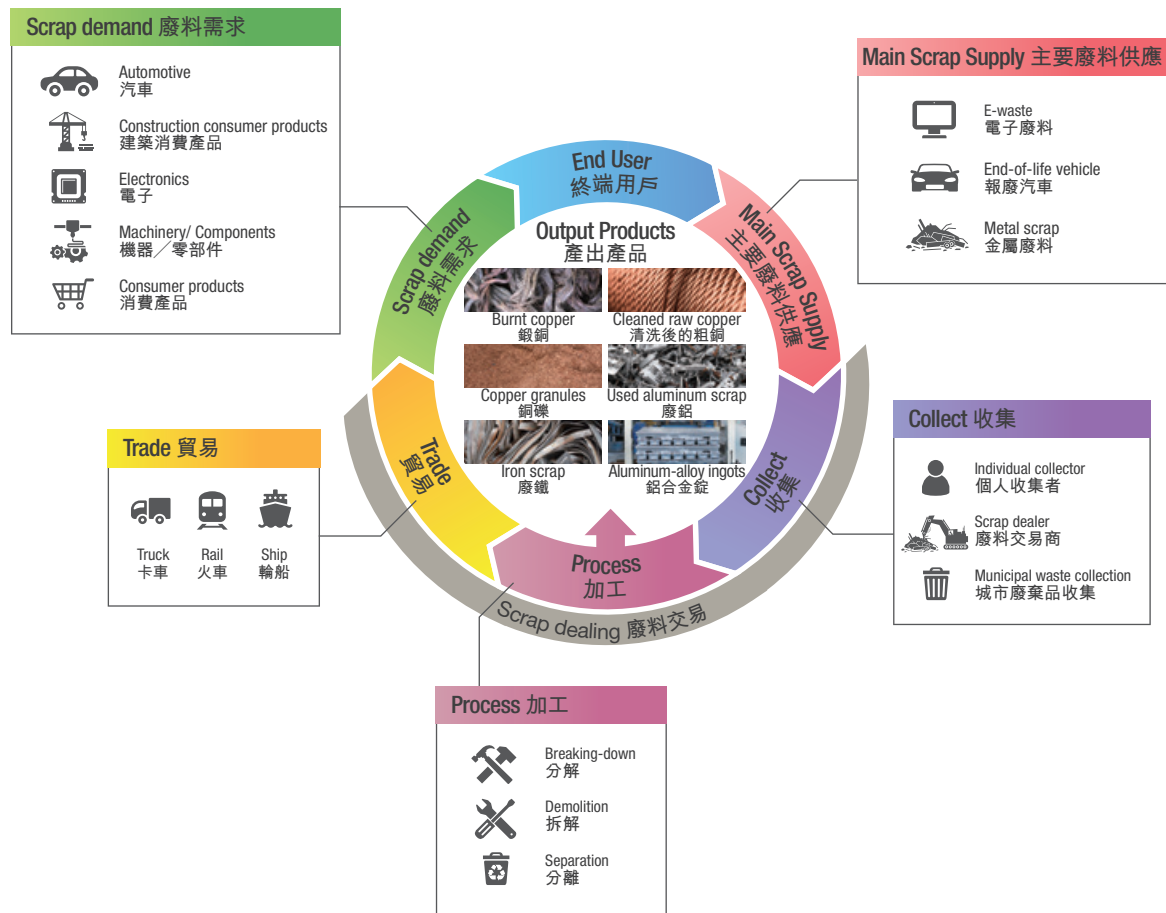 Scrap demand 廢料需求
Automotive
汽車
Construction consumer products
建築消費產品
Electronics
電子
Machinery/ Components
機器／零部件
Consumer products
消費產品
Main Scrap Supply 主要廢料供應
E-waste
電子廢料
End-of-life vehicle
報廢汽車
Metal scrap
金屬廢料
End User
終端用戶
Main Scrap Supply
主要廢料供應
Collect
收集
Process
加工
Trade
貿易
Scrap demand
廢料需求
Scrap dealing 廢料交易
Output Products
產出產品
Burnt copper
鍛銅
Cleaned raw copper
清洗後的粗銅
Copper granules
銅礫
Used aluminum scrap
廢鋁
Iron scrap
廢鐵
Aluminum-alloy ingots
鋁合金錠
Trade 貿易
Truck
卡車
Rail
火車
Ship
輪船
Collect 收集
Individual collector
個人收集者
Scrap dealer
廢料交易商
Municipal waste collection
城市廢棄品收集
Process 加工
Breaking-down
分解
Demolition
拆解
Separation
分離